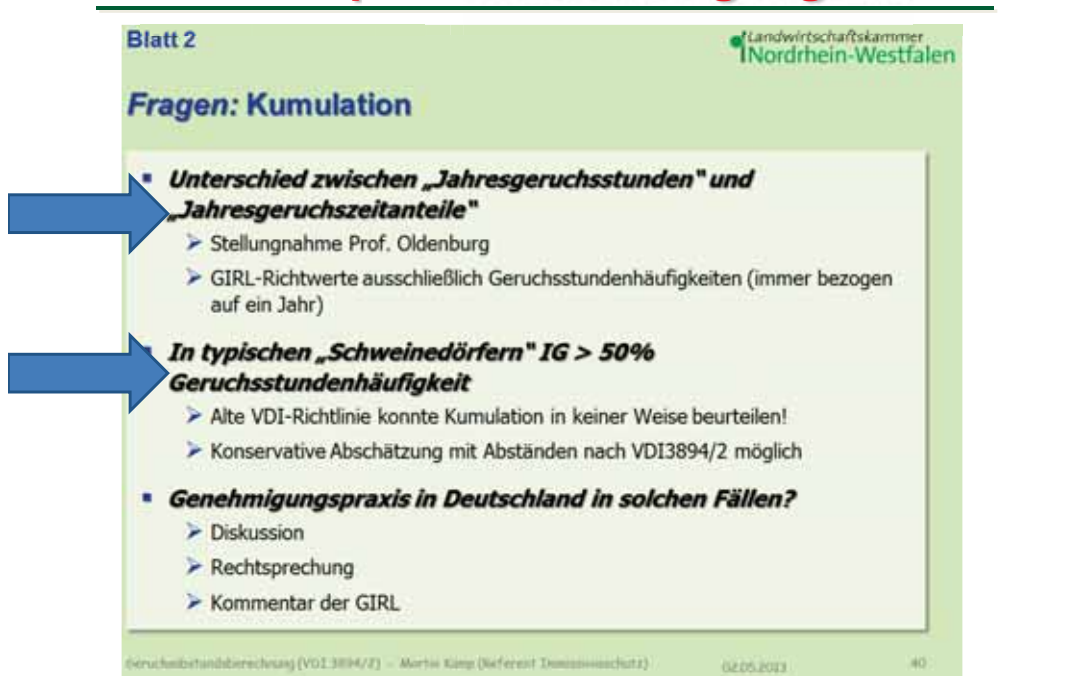 Blatt 2
Landwirtschaftskammer
Nordrhein-Westfalen
Fragen: Kumulation
▪ Unterschied zwischen „Jahresgeruchsstunden" und
„Jahresgeruchszeitanteile"
➢ Stellungnahme Prof. Oldenburg
➢ GIRL-Richtwerte ausschließlich Geruchsstundenhäufigkeiten (immer bezogen
auf ein Jahr)
▪ In typischen „Schweinedörfern" IG > 50%
Geruchsstundenhäufigkeit
➢ Alte VDI-Richtlinie konnte Kumulation in keiner Weise beurteilen!
➢ Konservative Abschätzung mit Abständen nach VDI3894/2 möglich
▪ Genehmigungspraxis in Deutschland in solchen Fällen?
➢ Diskussion
➢ Rechtsprechung
➢ Kommentar der GIRL
Geruchsabstandsberechnung (VDI 3894/2) - Martin Kamp (Referent Immissionsschutz)
02.05.2013
40